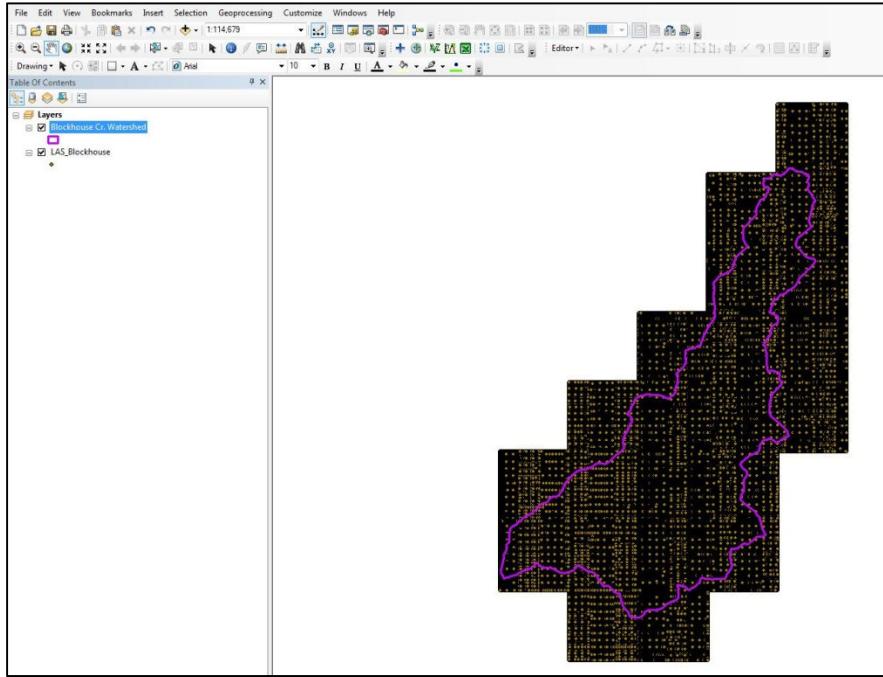 File Edit View Bookmarks Insert Selection Geoprocessing Customize Windows Help
1:114,679
Editor
Drawing A Arial 10 B I U A
Table Of Contents
Layers
Blockhouse Cr. Watershed
LAS_Blockhouse